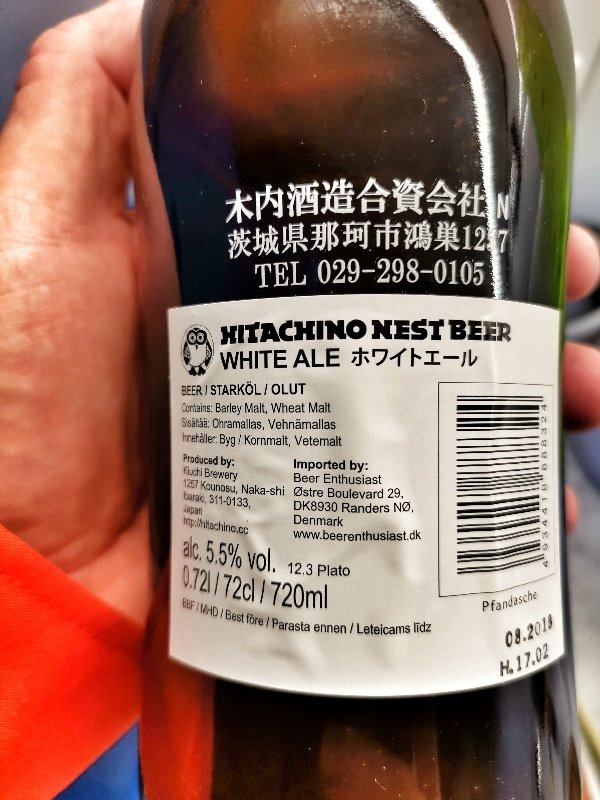 木内酒造合資会社 N
茨城県那珂市鴻巣1257
TEL 029-298-0105
HITACHINO NEST BEER
WHITE ALE ホワイトエール
BEER / STARKÖL / OLUT
Contains: Barley Malt, Wheat Malt
Sisältää: Ohramallas, Vehnämallas
Innehåller: Byg / Kornmalt, Vetemalt
Produced by:
Kiuchi Brewery
1257 Kounosu, Naka-shi
Ibaraki, 311-0133,
Japan
http://hitachino.cc
Imported by:
Beer Enthusiast
Østre Boulevard 29,
DK8930 Randers NØ,
Denmark
www.beerenthusiast.dk
alc. 5.5% vol. 12.3 Plato
0.72l / 72cl / 720ml
BBF / MHD / Best före / Parasta ennen / Leteicams līdz
4 934418 888324
Pfandasche
08.2018
H.17.02